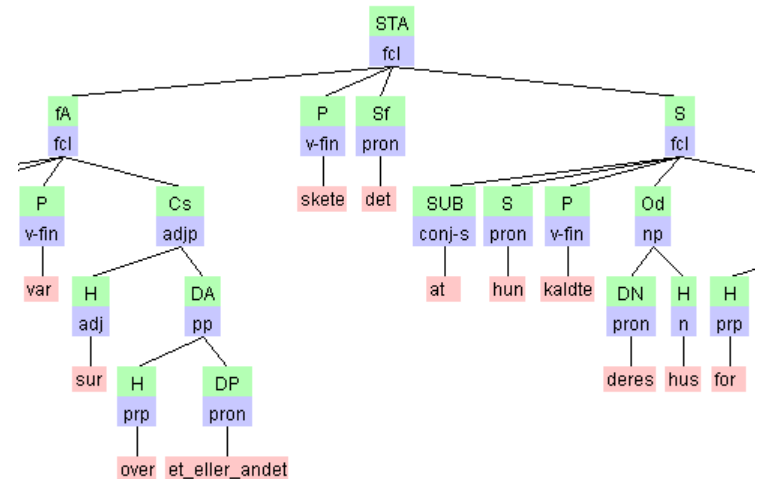 STA
fcl
fA P Sf S
fcl v-fin pron fcl
skete det
P Cs SUB S P Od
v-fin adjp conj-s pron v-fin np
var at hun kaldte
H DA DN H H
adj pp pron n prp
sur deres hus for
H DP
prp pron
over et_eller_andet